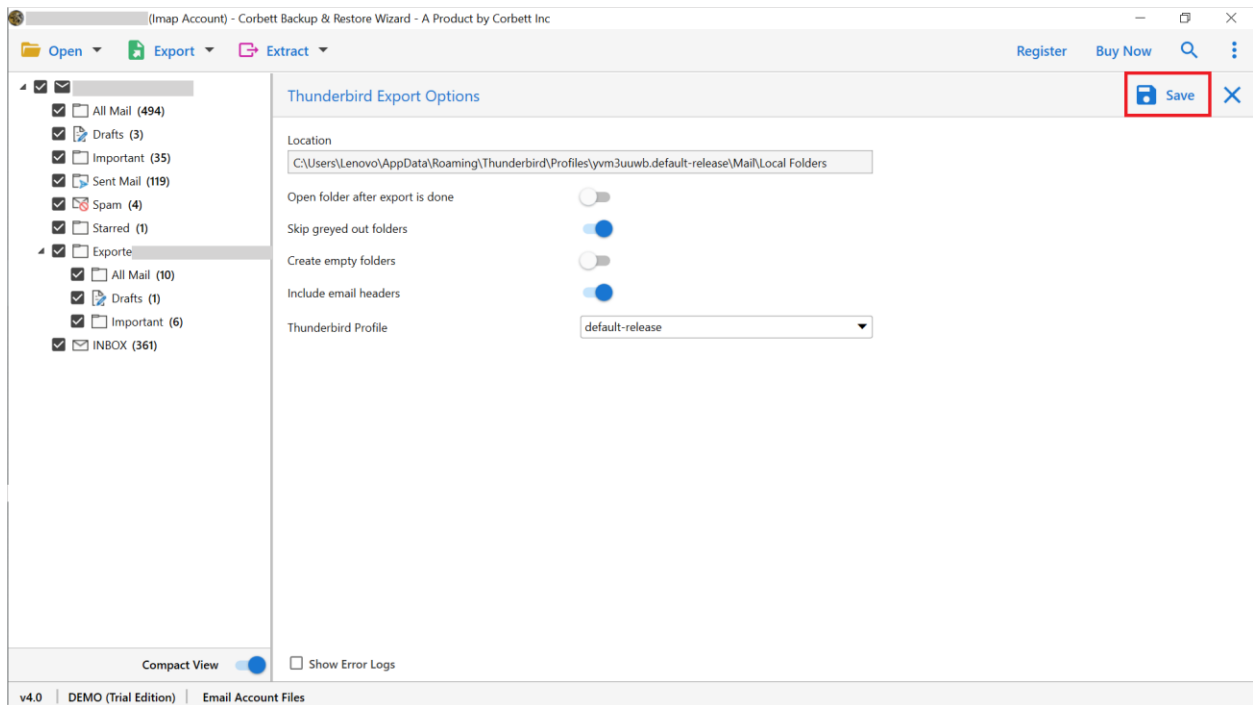 (Imap Account) - Corbett Backup & Restore Wizard - A Product by Corbett Inc
Open Export Extract Register Buy Now
Thunderbird Export Options Save
All Mail (494)
Drafts (3)
Important (35)
Sent Mail (119)
Spam (4)
Starred (1)
Exporte
All Mail (10)
Drafts (1)
Important (6)
INBOX (361)
Location
C:\Users\Lenovo\AppData\Roaming\Thunderbird\Profiles\yvm3uuwb.default-release\Mail\Local Folders
Open folder after export is done
Skip greyed out folders
Create empty folders
Include email headers
Thunderbird Profile default-release
Compact View
Show Error Logs
v4.0 DEMO (Trial Edition) Email Account Files